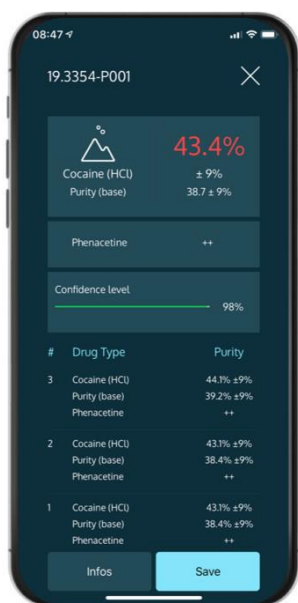 08:47
19.3354-P001
43.4%
Cocaine (HCl) ± 9%
Purity (base) 38.7 ± 9%
Phenacetine ++
Confidence level
98%
# Drug Type Purity
3 Cocaine (HCl) 44.1% ±9%
Purity (base) 39.2% ±9%
Phenacetine ++
2 Cocaine (HCl) 43.1% ±9%
Purity (base) 38.4% ±9%
Phenacetine ++
1 Cocaine (HCl) 43.1% ±9%
Purity (base) 38.4% ±9%
Phenacetine ++
Infos Save